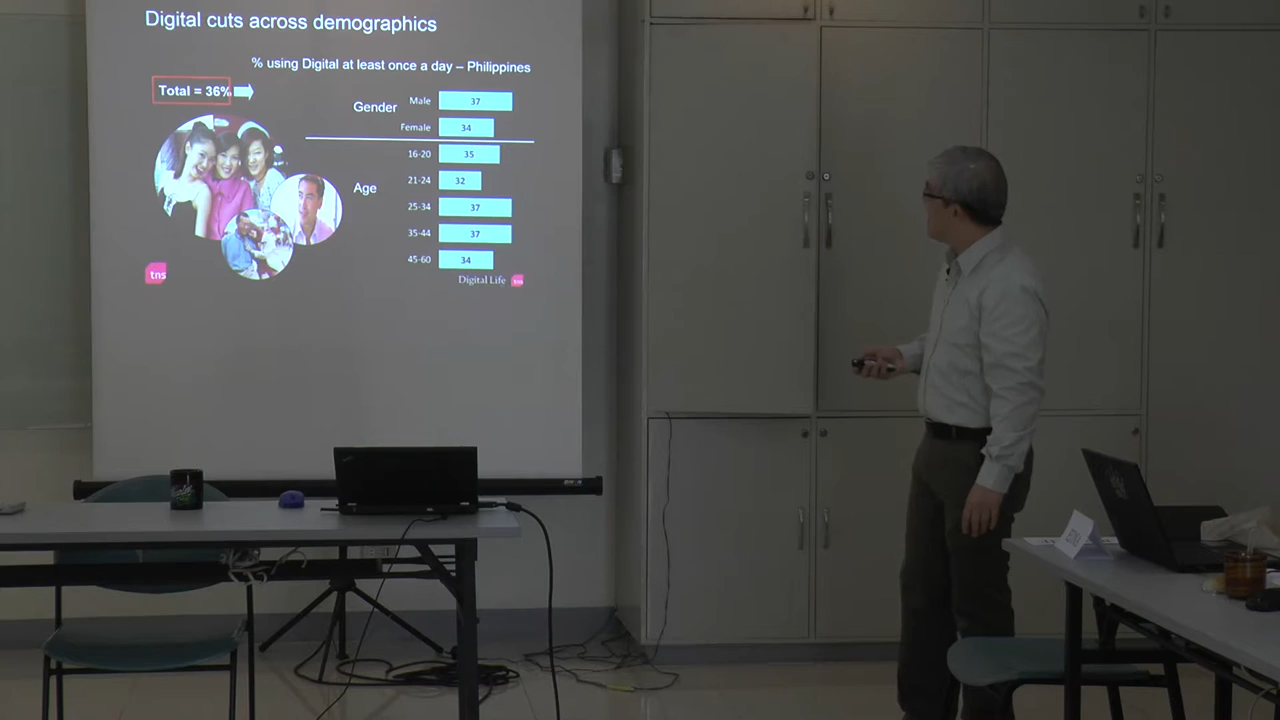 Digital cuts across demographics
% using Digital at least once a day – Philippines
Total = 36%
Gender
Male 37
Female 34
Age
16-20 35
21-24 32
25-34 37
35-44 37
45-60 34
tns
Digital Life tns